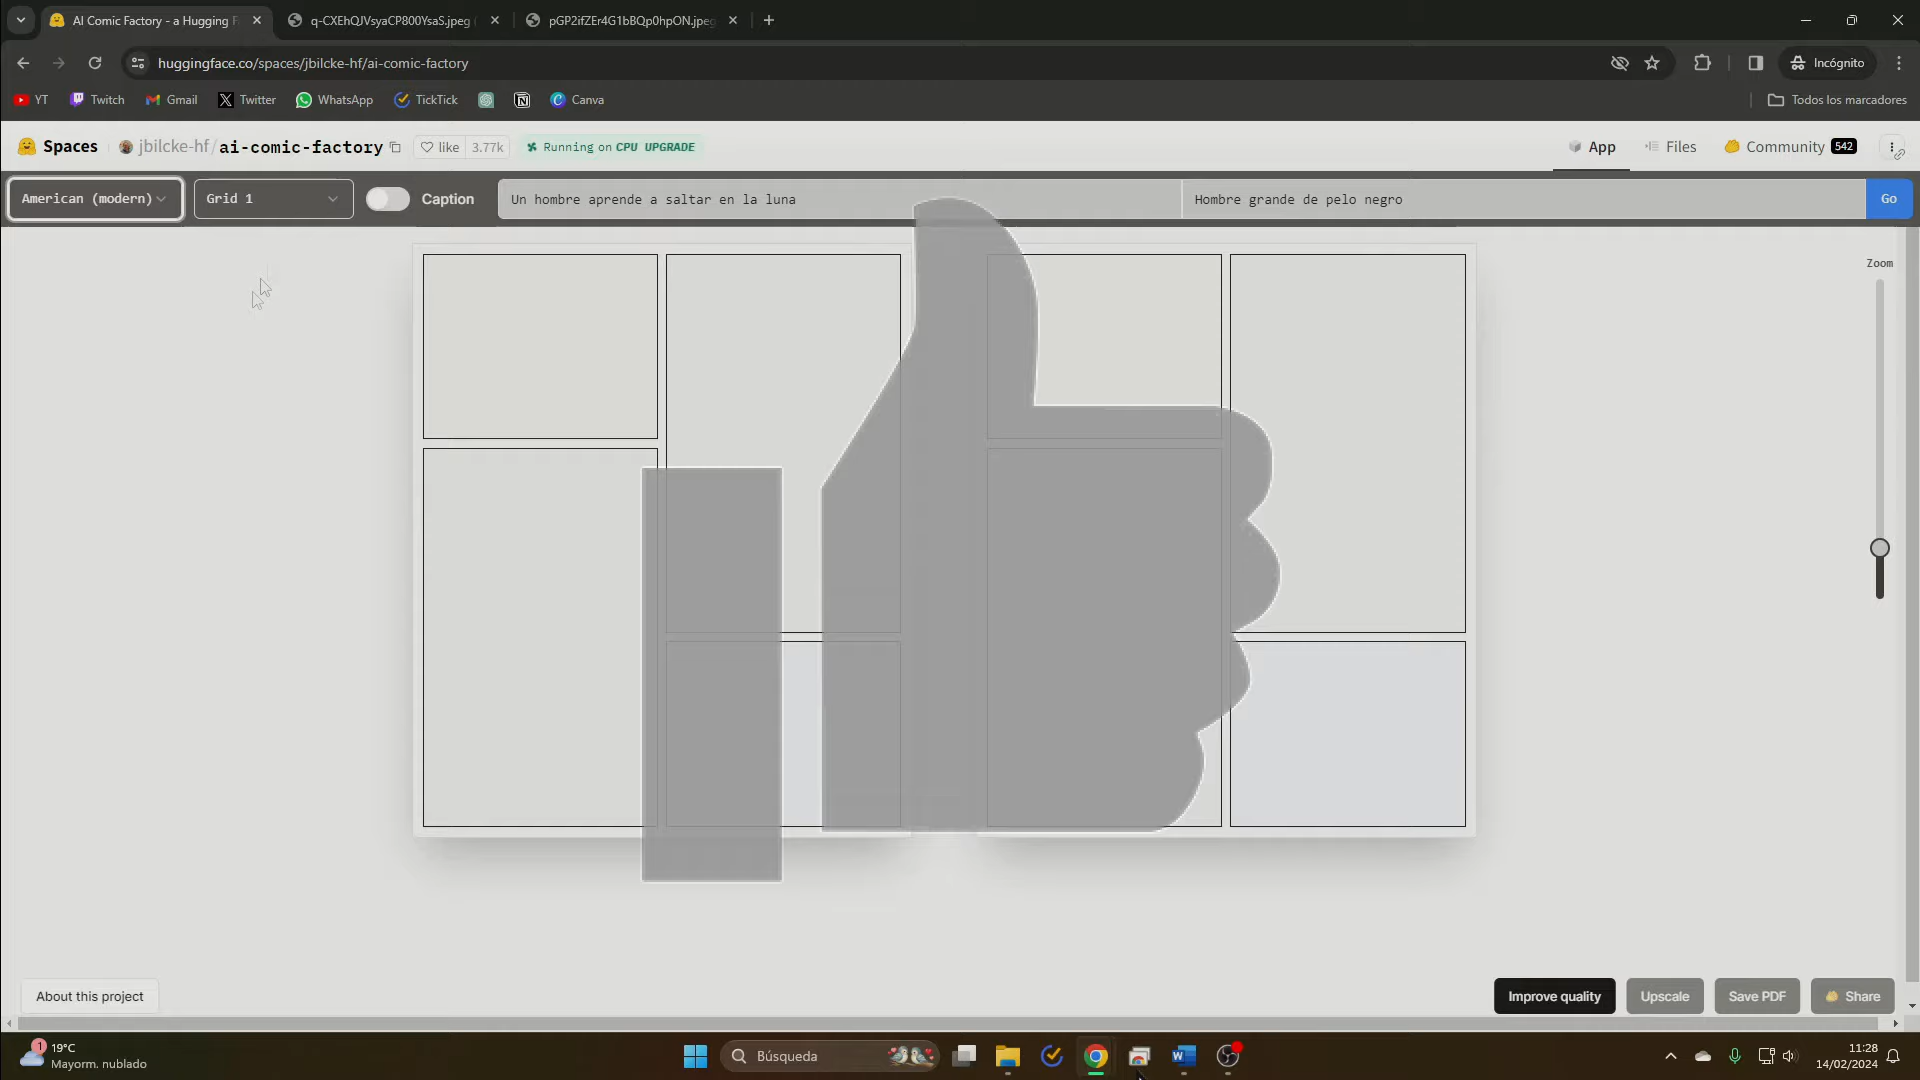 AI Comic Factory - a Hugging F
q-CXEhQJVsyaCP800YsaS.jpeg (
pGP2ifZEr4G1bBQp0hpON.jpeg
huggingface.co/spaces/jbilcke-hf/ai-comic-factory
Incógnito
YT
Twitch
Gmail
Twitter
WhatsApp
TickTick
Canva
Todos los marcadores
Spaces
jbilcke-hf/ai-comic-factory
like
3.77k
Running on CPU UPGRADE
App
Files
Community
542
American (modern)
Grid 1
Caption
Un hombre aprende a saltar en la luna
Hombre grande de pelo negro
Go
Zoom
About this project
Improve quality
Upscale
Save PDF
Share
1
19°C
Mayorm. nublado
Búsqueda
11:28
14/02/2024